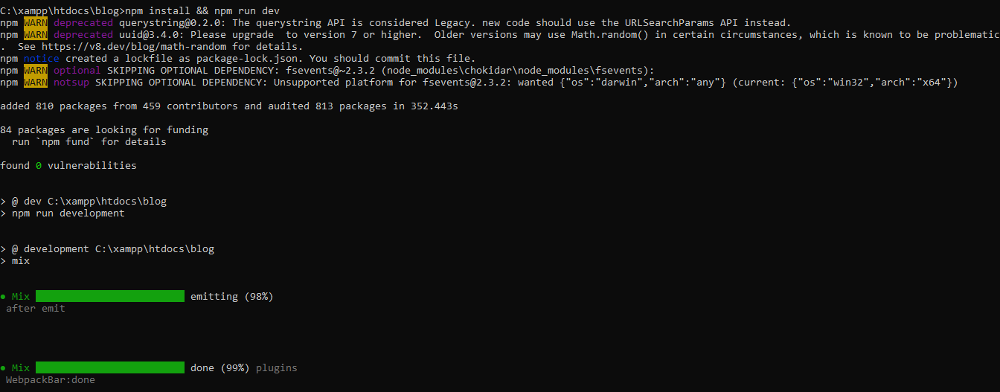 C:\xampp\htdocs\blog>npm install && npm run dev
npm WARN deprecated querystring@0.2.0: The querystring API is considered Legacy. new code should use the URLSearchParams API instead.
npm WARN deprecated uuid@3.4.0: Please upgrade  to version 7 or higher.  Older versions may use Math.random() in certain circumstances, which is known to be problematic
.  See https://v8.dev/blog/math-random for details.
npm notice created a lockfile as package-lock.json. You should commit this file.
npm WARN optional SKIPPING OPTIONAL DEPENDENCY: fsevents@~2.3.2 (node_modules\chokidar\node_modules\fsevents):
npm WARN notsup SKIPPING OPTIONAL DEPENDENCY: Unsupported platform for fsevents@2.3.2: wanted {"os":"darwin","arch":"any"} (current: {"os":"win32","arch":"x64"})
added 810 packages from 459 contributors and audited 813 packages in 352.443s
84 packages are looking for funding
  run `npm fund` for details
found 0 vulnerabilities
> @ dev C:\xampp\htdocs\blog
> npm run development
> @ development C:\xampp\htdocs\blog
> mix
● Mix emitting (98%)
 after emit
● Mix done (99%) plugins
 WebpackBar:done